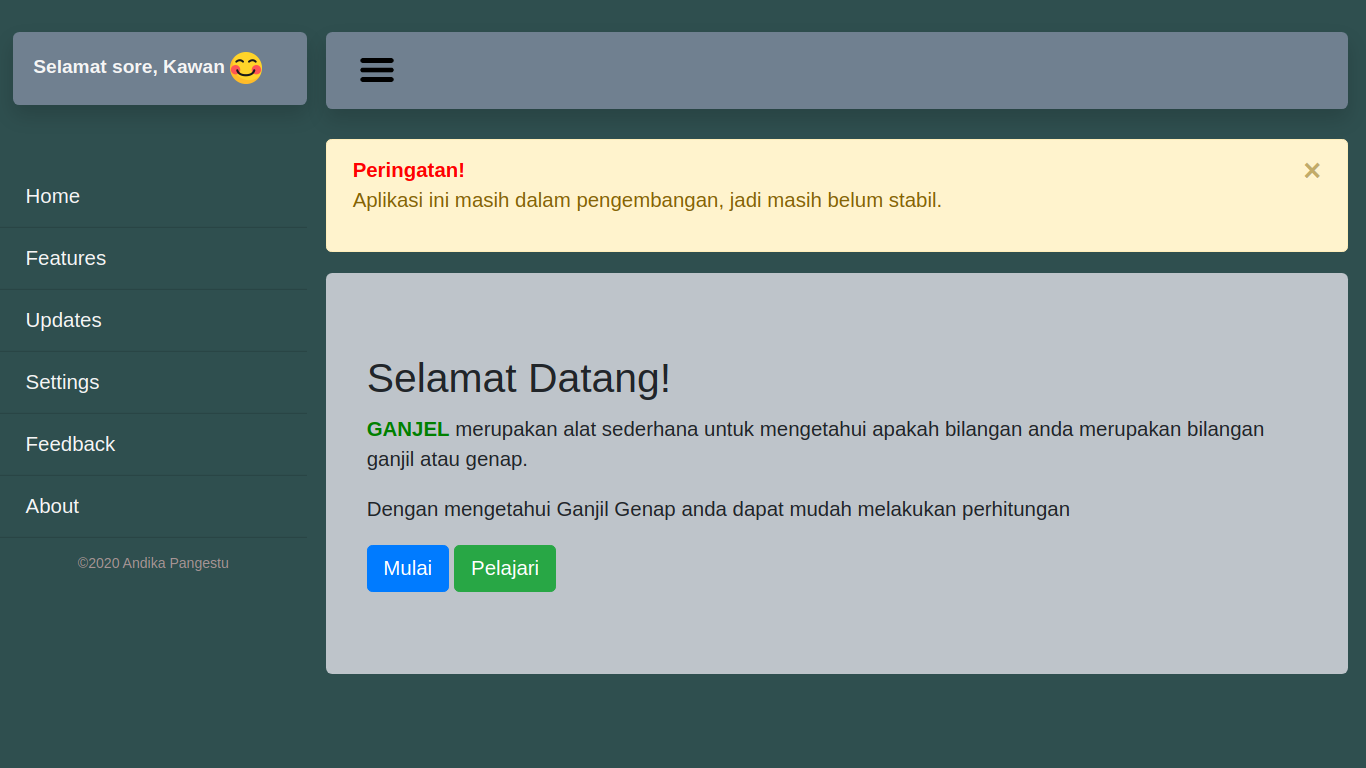 Selamat sore, Kawan 😊
Home
Features
Updates
Settings
Feedback
About
©2020 Andika Pangestu
Peringatan!
×
Aplikasi ini masih dalam pengembangan, jadi masih belum stabil.
Selamat Datang!
GANJEL merupakan alat sederhana untuk mengetahui apakah bilangan anda merupakan bilangan
ganjil atau genap.
Dengan mengetahui Ganjil Genap anda dapat mudah melakukan perhitungan
Mulai Pelajari